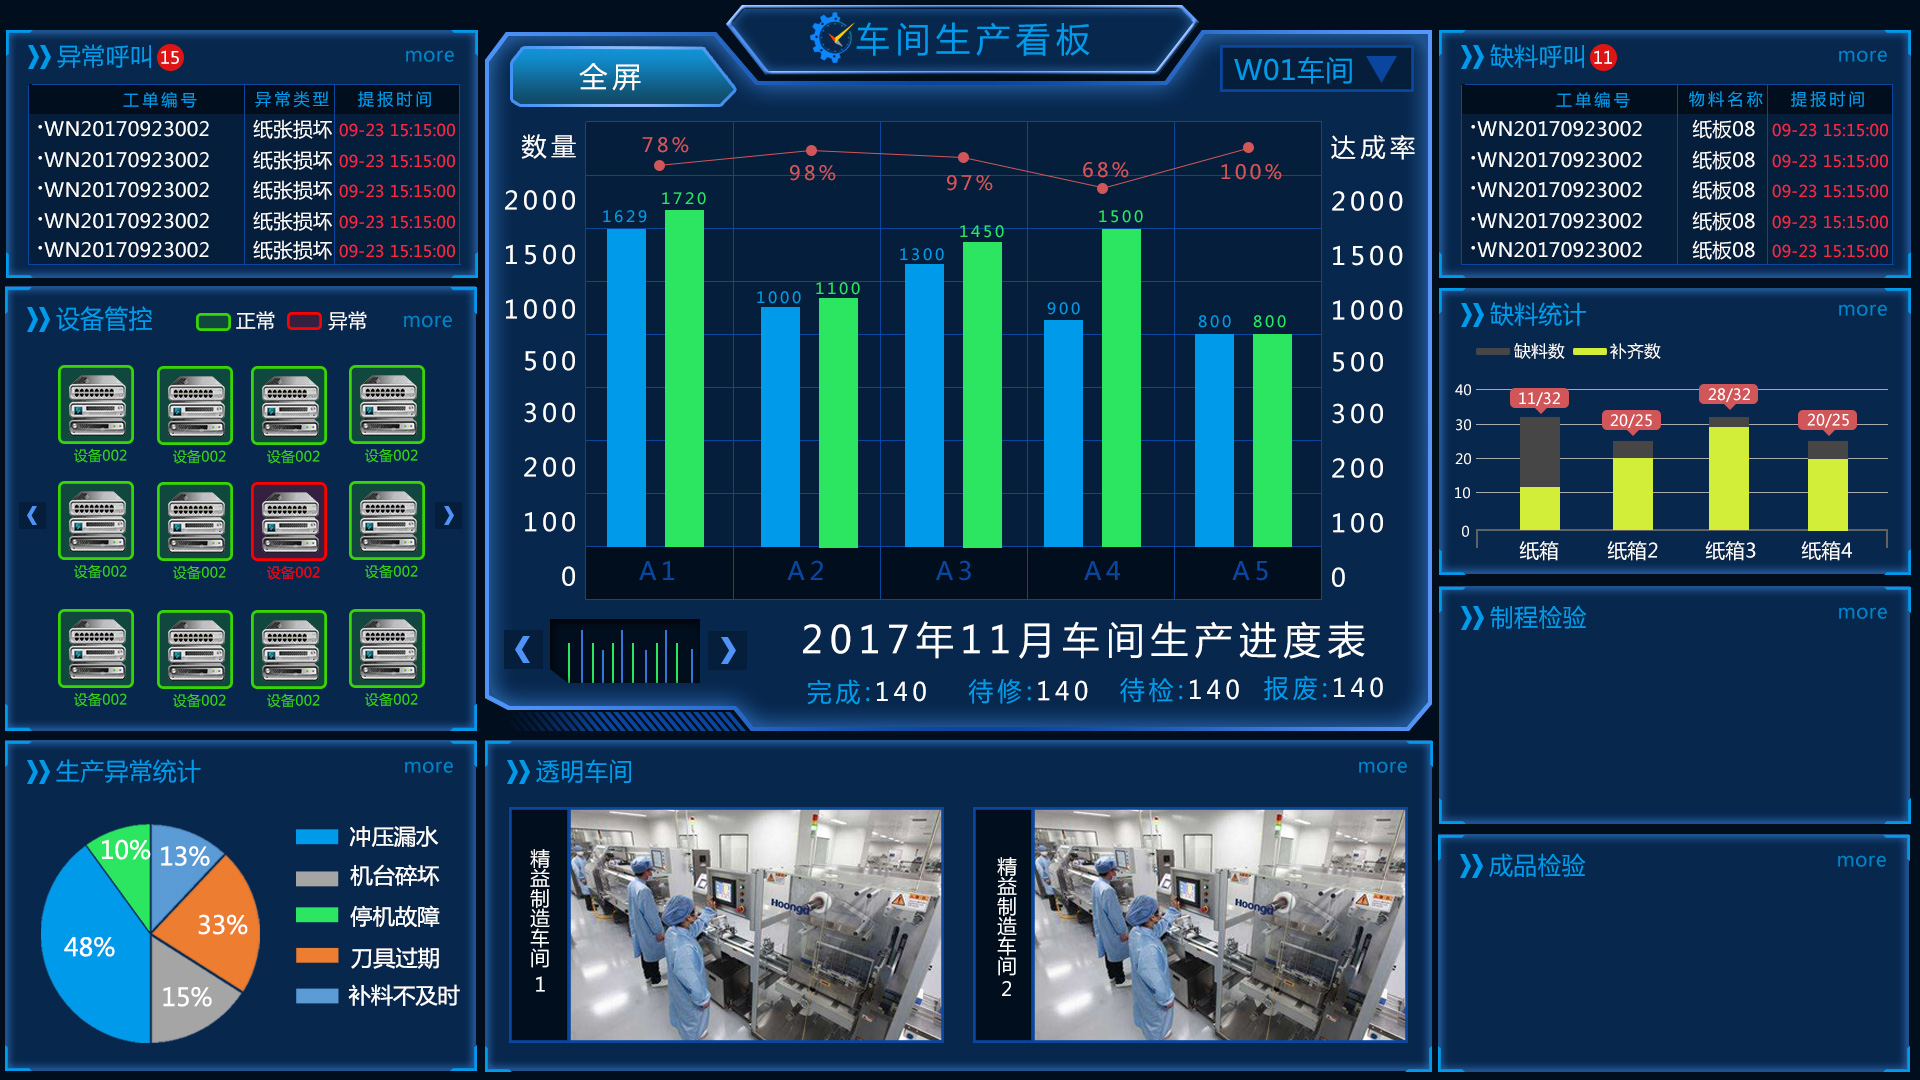 车间生产看板
异常呼叫 15 more
工单编号 异常类型 提报时间
·WN20170923002 纸张损坏 09-23 15:15:00
·WN20170923002 纸张损坏 09-23 15:15:00
·WN20170923002 纸张损坏 09-23 15:15:00
·WN20170923002 纸张损坏 09-23 15:15:00
·WN20170923002 纸张损坏 09-23 15:15:00
设备管控 正常 异常 more
设备002 设备002 设备002 设备002
设备002 设备002 设备002 设备002
设备002 设备002 设备002 设备002
生产异常统计 more
10% 13%
33%
48%
15%
冲压漏水
机台碎坏
停机故障
刀具过期
补料不及时
全屏
W01车间
数量 达成率
78% 98% 97% 68% 100%
2000 2000
1500 1500
1000 1000
500 500
300 300
200 200
100 100
0 0
1629 1720
1000 1100
1300 1450
900 1500
800 800
A1 A2 A3 A4 A5
2017年11月车间生产进度表
完成:140 待修:140 待检:140 报废:140
透明车间 more
精益制造车间1
Hoongd
精益制造车间2
Hoongd
缺料呼叫 11 more
工单编号 物料名称 提报时间
·WN20170923002 纸板08 09-23 15:15:00
·WN20170923002 纸板08 09-23 15:15:00
·WN20170923002 纸板08 09-23 15:15:00
·WN20170923002 纸板08 09-23 15:15:00
·WN20170923002 纸板08 09-23 15:15:00
缺料统计 more
缺料数 补齐数
40
30
20
10
0
11/32 20/25 28/32 20/25
纸箱 纸箱2 纸箱3 纸箱4
制程检验 more
成品检验 more